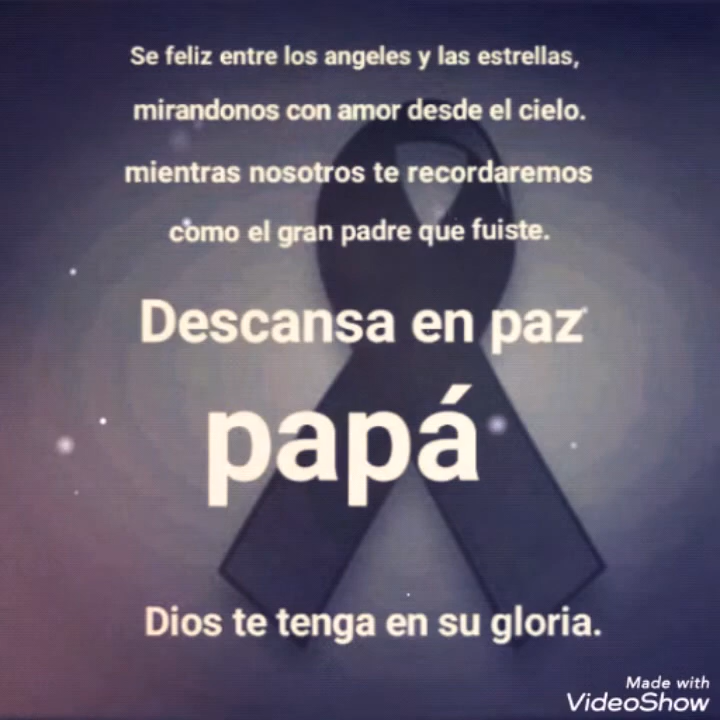 Se feliz entre los angeles y las estrellas,
mirandonos con amor desde el cielo.
mientras nosotros te recordaremos
como el gran padre que fuiste.
Descansa en paz
papá
Dios te tenga en su gloria.
Made with
VideoShow